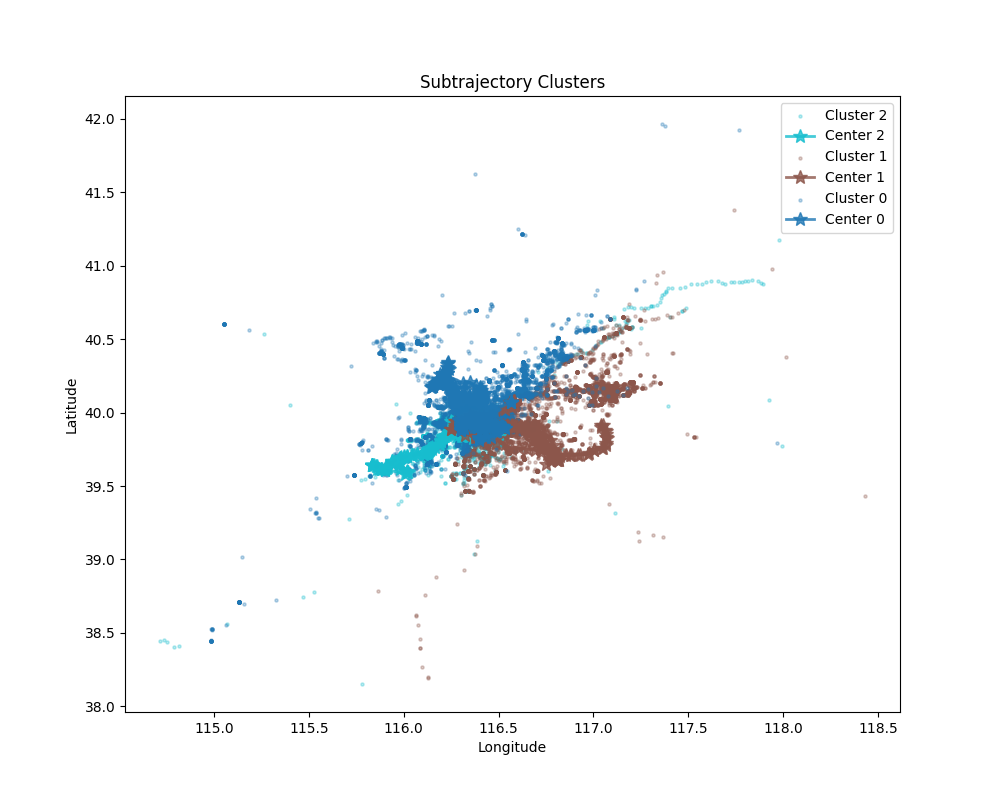 Subtrajectory Clusters
Cluster 2
Center 2
Cluster 1
Center 1
Cluster 0
Center 0
42.0
41.5
41.0
40.5
40.0
39.5
39.0
38.5
38.0
Latitude
115.0 115.5 116.0 116.5 117.0 117.5 118.0 118.5
Longitude